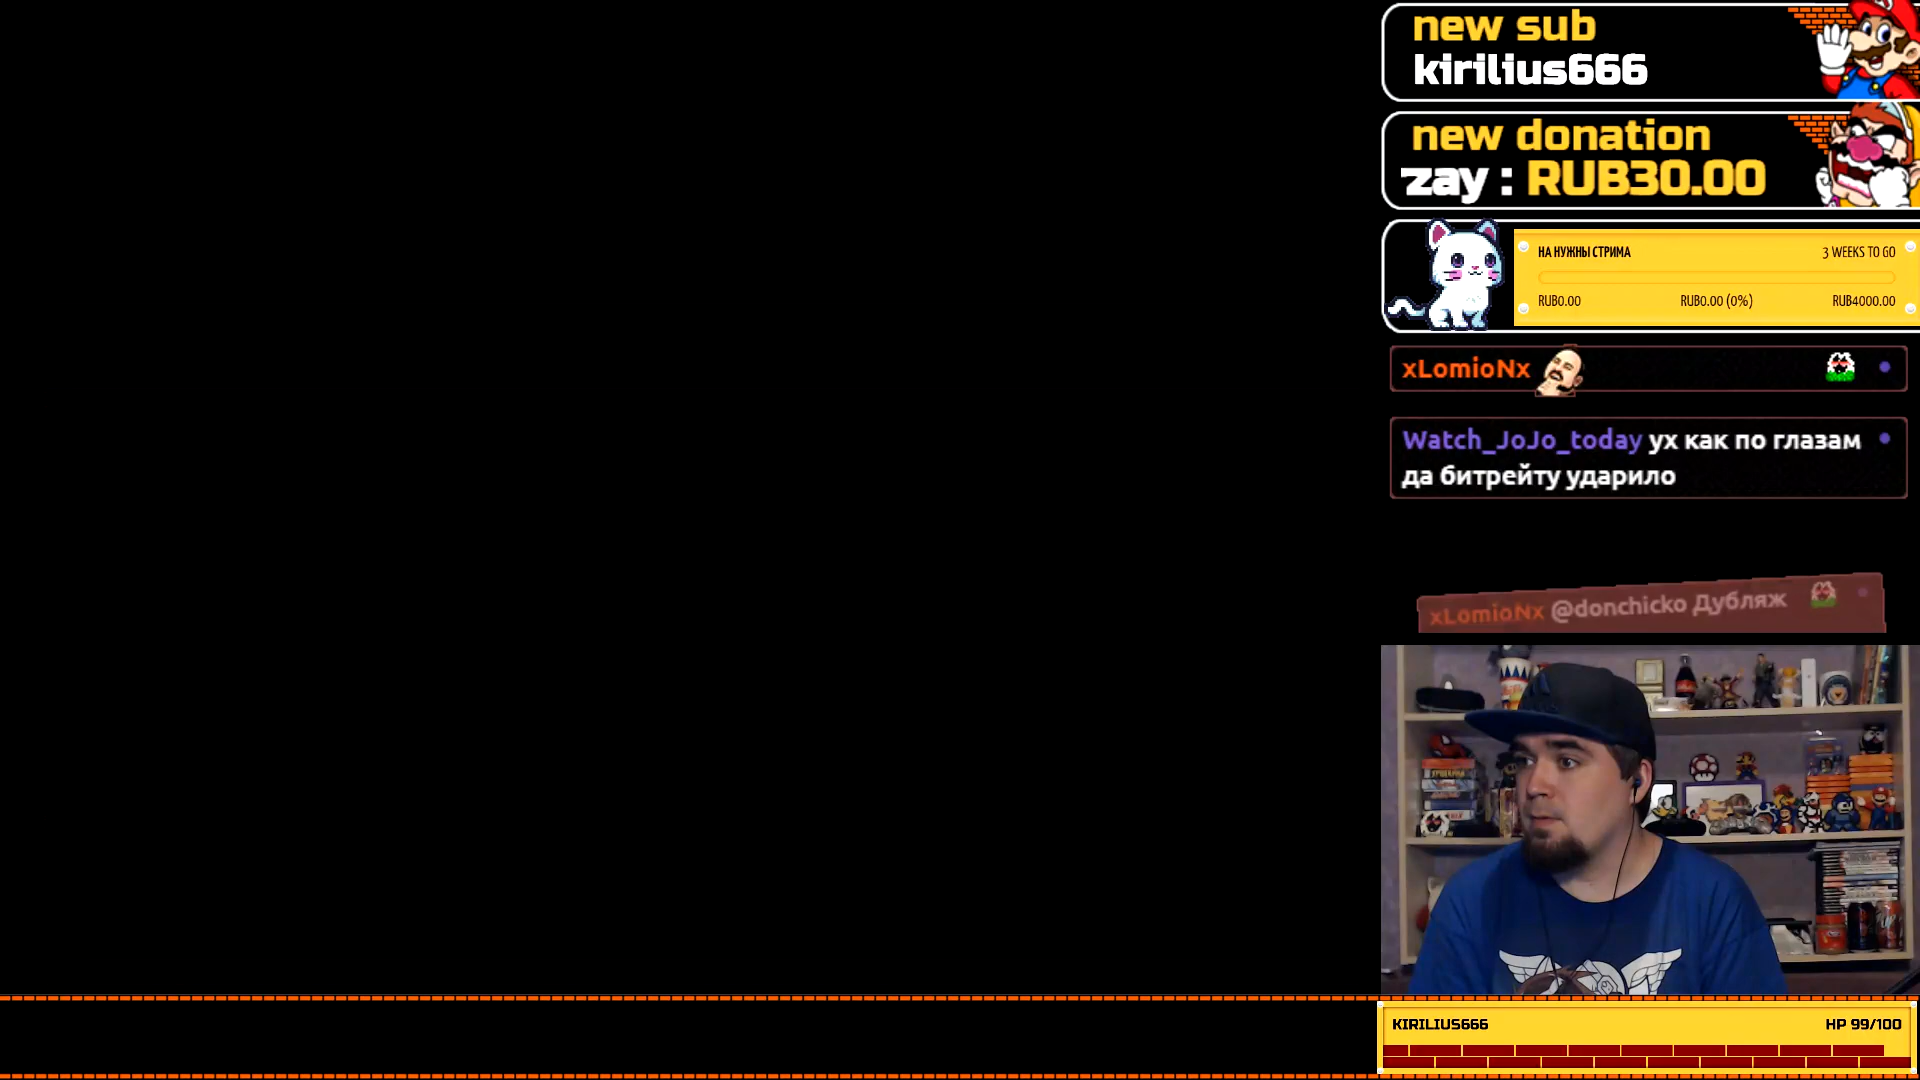 new sub
kirilius666
new donation
zay : RUB30.00
НА НУЖНЫ СТРИМА
3 WEEKS TO GO
RUB0.00
RUB0.00 (0%)
RUB4000.00
xLomioNx
Watch_JoJo_today ух как по глазам
да битрейту ударило
xLomioNx @donchicko Дубляж
KIRILIUS666
HP 99/100